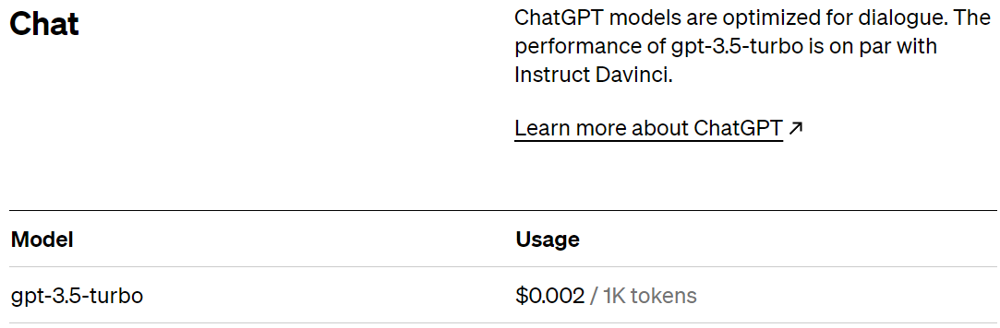 Chat
ChatGPT models are optimized for dialogue. The
performance of gpt-3.5-turbo is on par with
Instruct Davinci.
Learn more about ChatGPT ↗
Model Usage
gpt-3.5-turbo $0.002 / 1K tokens